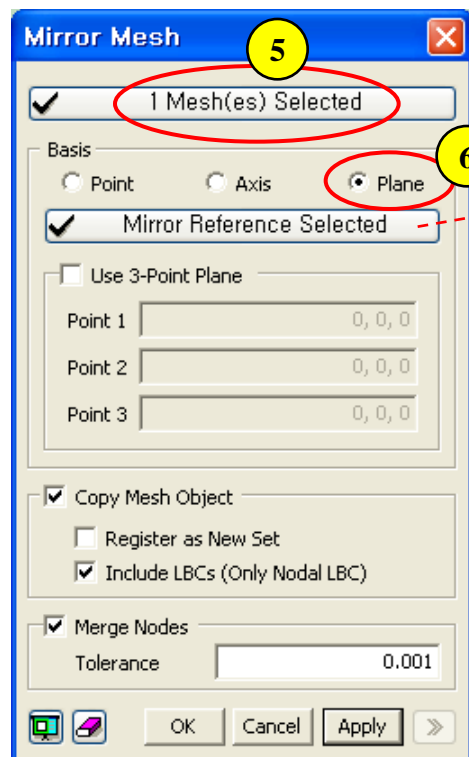 Mirror Mesh
5
1 Mesh(es) Selected
Basis
6
Point Axis Plane
Mirror Reference Selected
Use 3-Point Plane
Point 1 0, 0, 0
Point 2 0, 0, 0
Point 3 0, 0, 0
Copy Mesh Object
Register as New Set
Include LBCs (Only Nodal LBC)
Merge Nodes
Tolerance 0.001
OK Cancel Apply